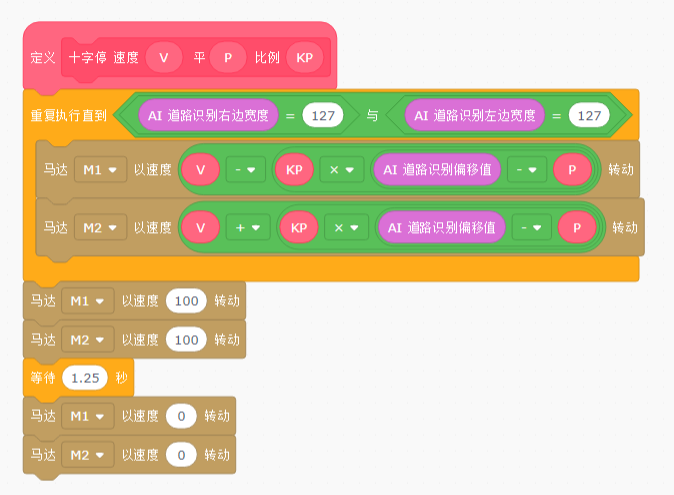 定义 十字停 速度 V 平 P 比例 KP
重复执行直到 AI 道路识别右边宽度 = 127 与 AI 道路识别左边宽度 = 127
马达 M1 以速度 V - KP × AI 道路识别偏移值 - P 转动
马达 M2 以速度 V + KP × AI 道路识别偏移值 - P 转动
马达 M1 以速度 100 转动
马达 M2 以速度 100 转动
等待 1.25 秒
马达 M1 以速度 0 转动
马达 M2 以速度 0 转动